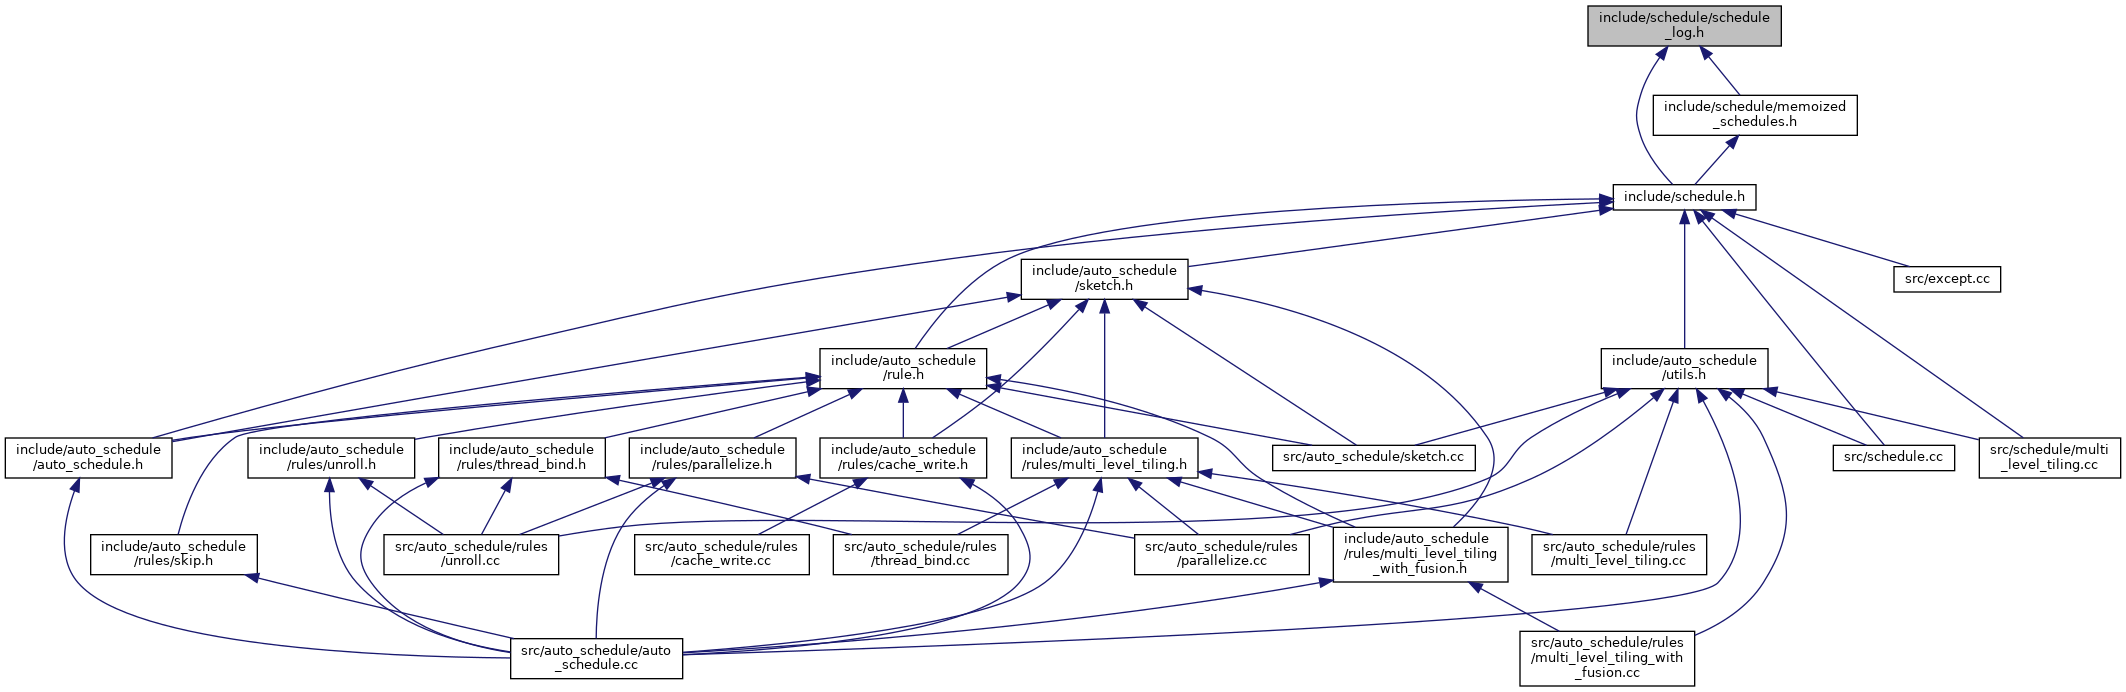 include/schedule/schedule
_log.h
include/schedule/memoized
_schedules.h
include/schedule.h
include/auto_schedule
/sketch.h
src/except.cc
include/auto_schedule
/rule.h
include/auto_schedule
/utils.h
include/auto_schedule
/auto_schedule.h
include/auto_schedule
/rules/unroll.h
include/auto_schedule
/rules/thread_bind.h
include/auto_schedule
/rules/parallelize.h
include/auto_schedule
/rules/cache_write.h
include/auto_schedule
/rules/multi_level_tiling.h
src/auto_schedule/sketch.cc
src/schedule.cc
src/schedule/multi
_level_tiling.cc
include/auto_schedule
/rules/skip.h
src/auto_schedule/rules
/unroll.cc
src/auto_schedule/rules
/cache_write.cc
src/auto_schedule/rules
/thread_bind.cc
src/auto_schedule/rules
/parallelize.cc
include/auto_schedule
/rules/multi_level_tiling
_with_fusion.h
src/auto_schedule/rules
/multi_level_tiling.cc
src/auto_schedule/auto
_schedule.cc
src/auto_schedule/rules
/multi_level_tiling_with
_fusion.cc